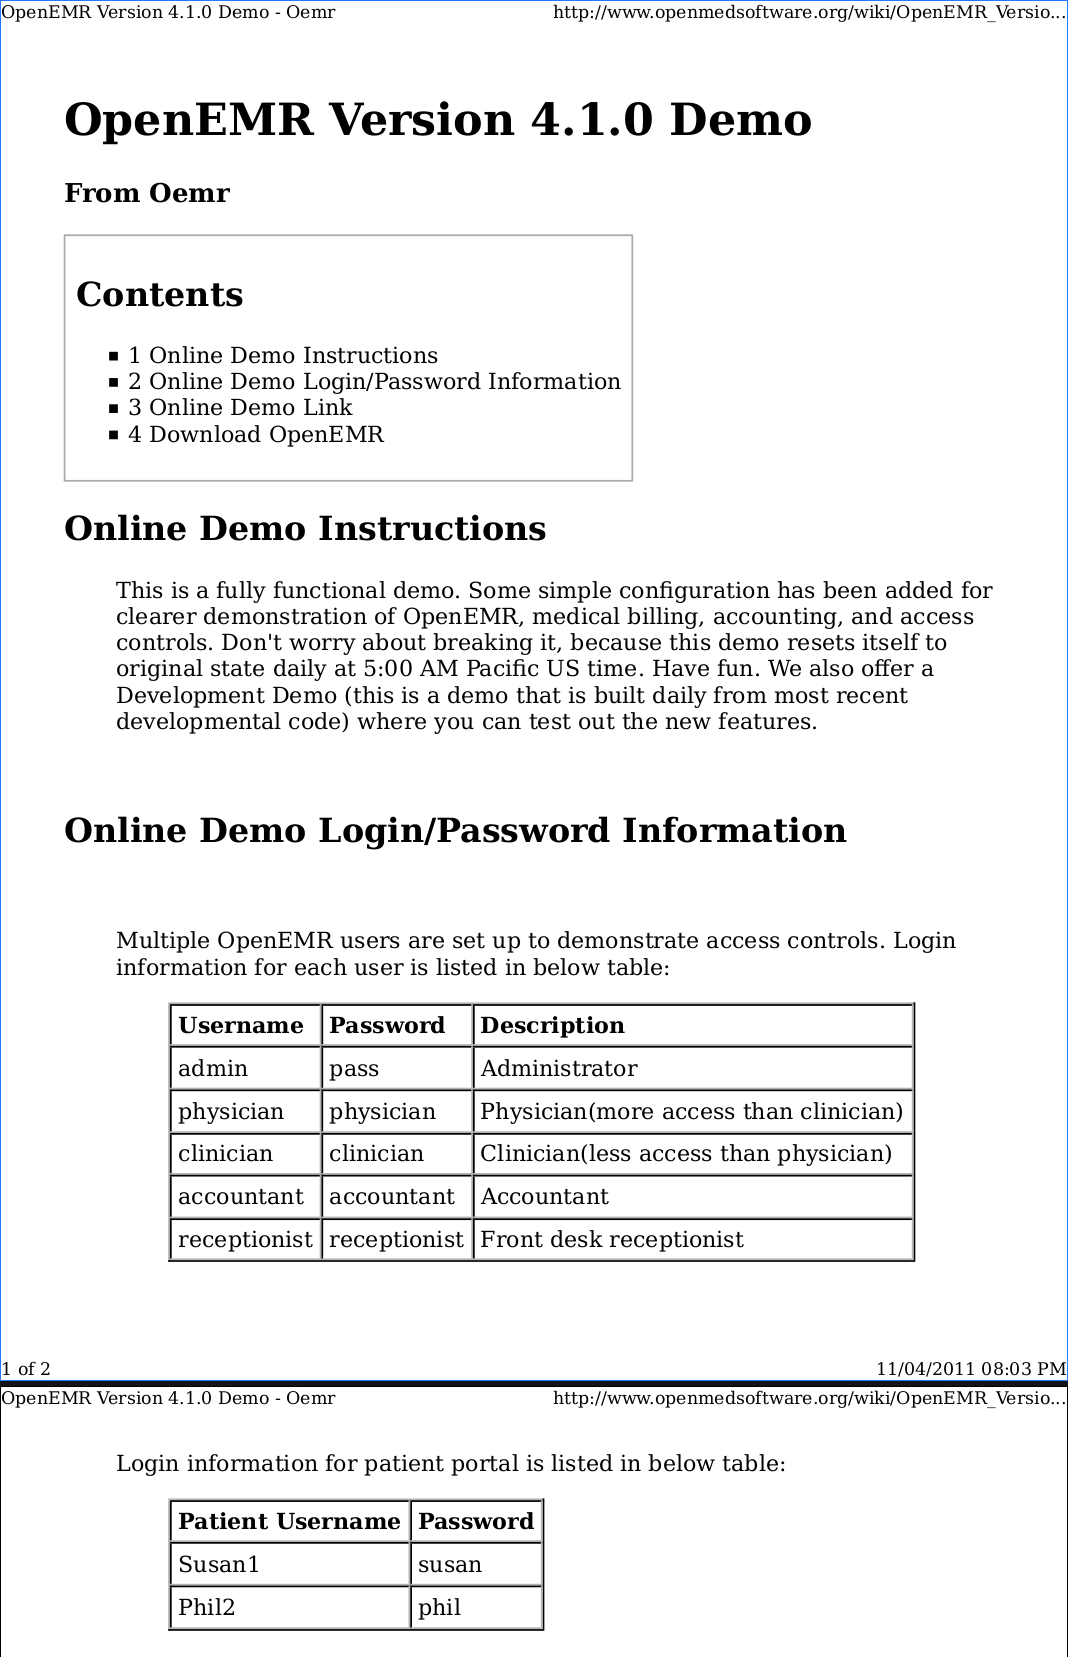 OpenEMR Version 4.1.0 Demo - Oemr http://www.openmedsoftware.org/wiki/OpenEMR_Versio...
OpenEMR Version 4.1.0 Demo
From Oemr
Contents
1 Online Demo Instructions
2 Online Demo Login/Password Information
3 Online Demo Link
4 Download OpenEMR
Online Demo Instructions
This is a fully functional demo. Some simple configuration has been added for
clearer demonstration of OpenEMR, medical billing, accounting, and access
controls. Don't worry about breaking it, because this demo resets itself to
original state daily at 5:00 AM Pacific US time. Have fun. We also offer a
Development Demo (this is a demo that is built daily from most recent
developmental code) where you can test out the new features.
Online Demo Login/Password Information
Multiple OpenEMR users are set up to demonstrate access controls. Login
information for each user is listed in below table:
Username Password Description
admin pass Administrator
physician physician Physician(more access than clinician)
clinician clinician Clinician(less access than physician)
accountant accountant Accountant
receptionist receptionist Front desk receptionist
1 of 2 11/04/2011 08:03 PM
OpenEMR Version 4.1.0 Demo - Oemr http://www.openmedsoftware.org/wiki/OpenEMR_Versio...
Login information for patient portal is listed in below table:
Patient Username Password
Susan1 susan
Phil2 phil